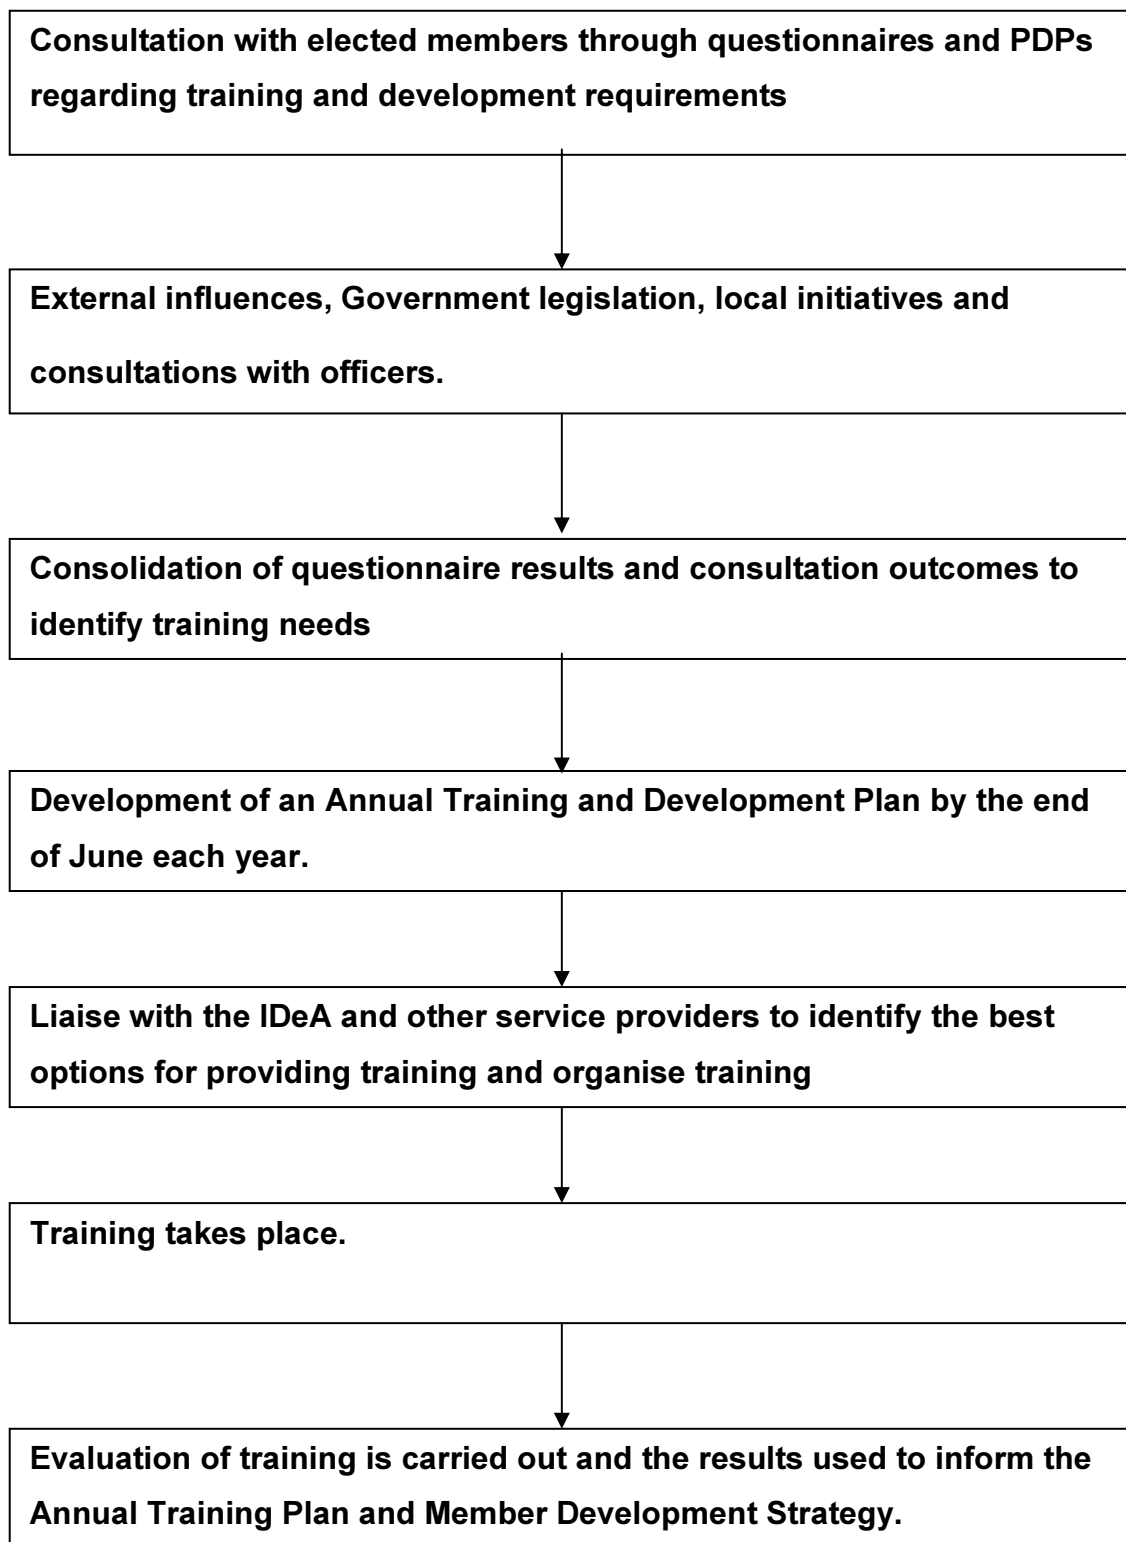 Consultation with elected members through questionnaires and PDPs
regarding training and development requirements
External influences, Government legislation, local initiatives and
consultations with officers.
Consolidation of questionnaire results and consultation outcomes to
identify training needs
Development of an Annual Training and Development Plan by the end
of June each year.
Liaise with the IDeA and other service providers to identify the best
options for providing training and organise training
Training takes place.
Evaluation of training is carried out and the results used to inform the
Annual Training Plan and Member Development Strategy.